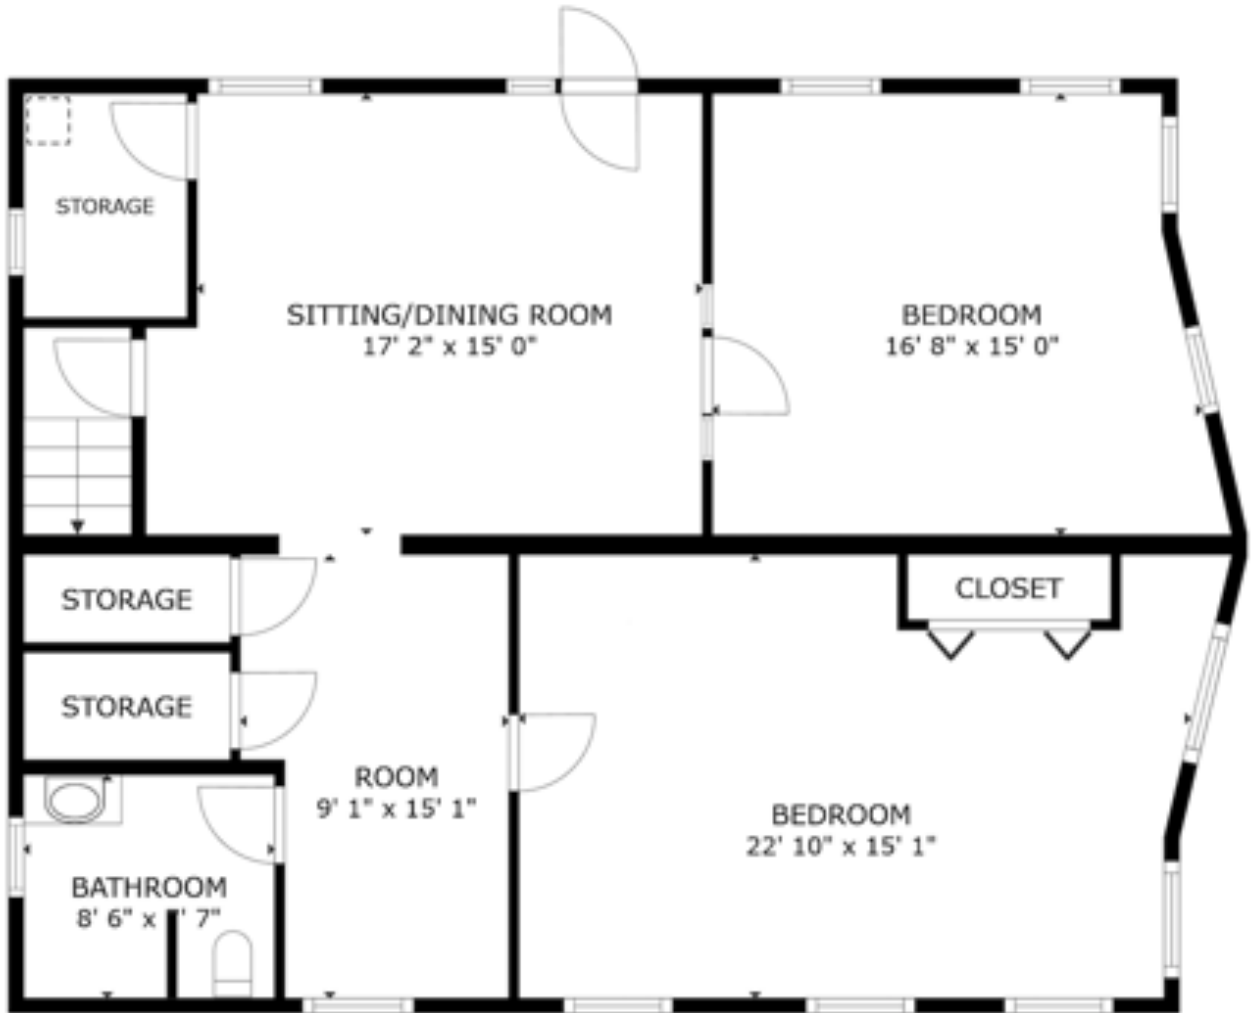 STORAGE
SITTING/DINING ROOM
17' 2" x 15' 0"
BEDROOM
16' 8" x 15' 0"
STORAGE
CLOSET
STORAGE
ROOM
9' 1" x 15' 1"
BEDROOM
22' 10" x 15' 1"
BATHROOM
8' 6" x ' 7"